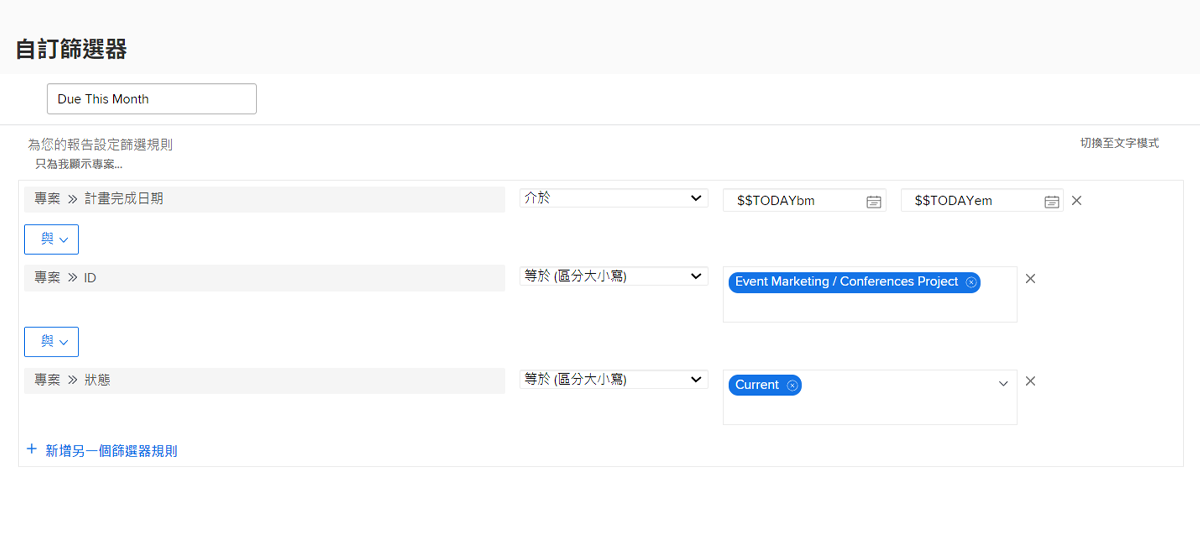 自訂篩選器
Due This Month
為您的報告設定篩選規則
切換至文字模式
只為我顯示專案...
專案 » 計畫完成日期 介於 $$TODAYbm $$TODAYem
與
專案 » ID 等於 (區分大小寫) Event Marketing / Conferences Project
與
專案 » 狀態 等於 (區分大小寫) Current
+ 新增另一個篩選器規則